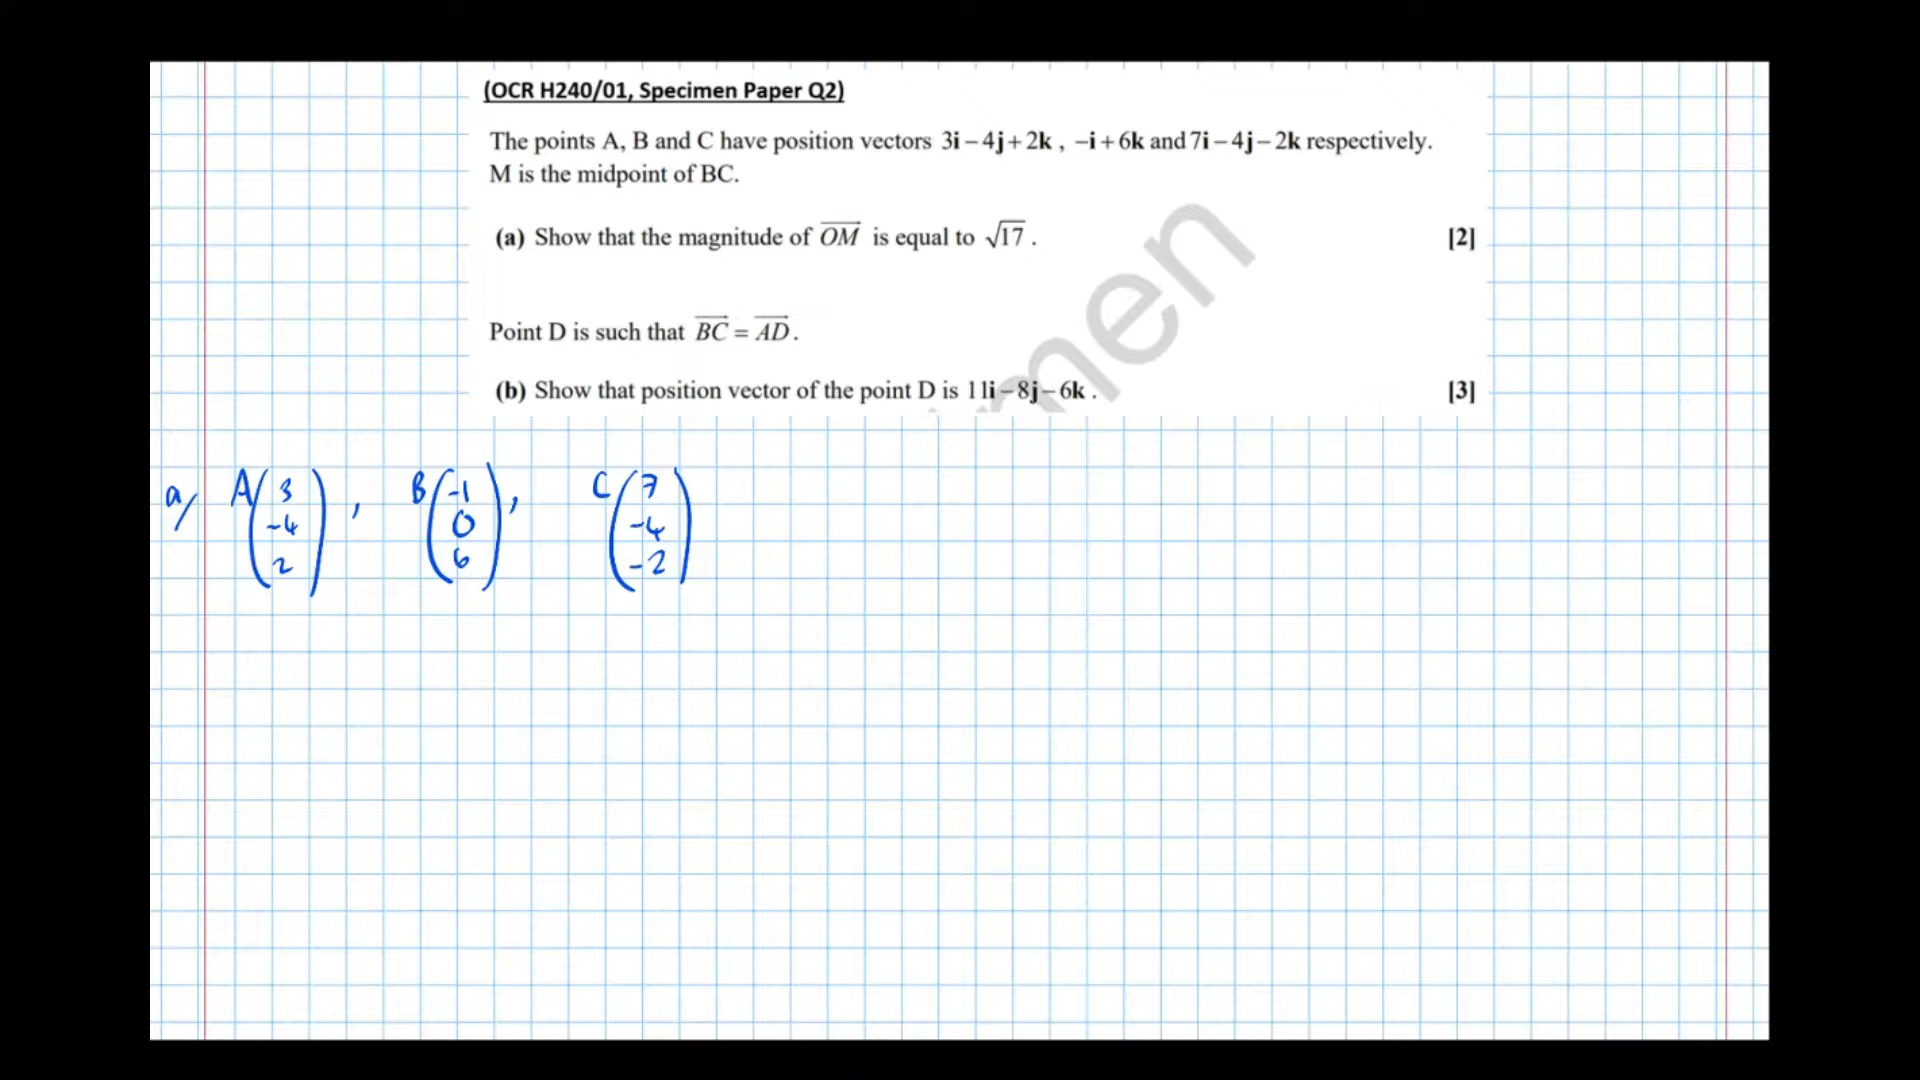 (OCR H240/01, Specimen Paper Q2)
The points A, B and C have position vectors 3i – 4j + 2k , –i + 6k and 7i – 4j – 2k respectively.
M is the midpoint of BC.
(a) Show that the magnitude of OM is equal to √17 . [2]
Point D is such that BC = AD .
(b) Show that position vector of the point D is 11i – 8j – 6k . [3]
men
a/ A(3 -4 2) , B(-1 0 6) , C(7 -4 -2)